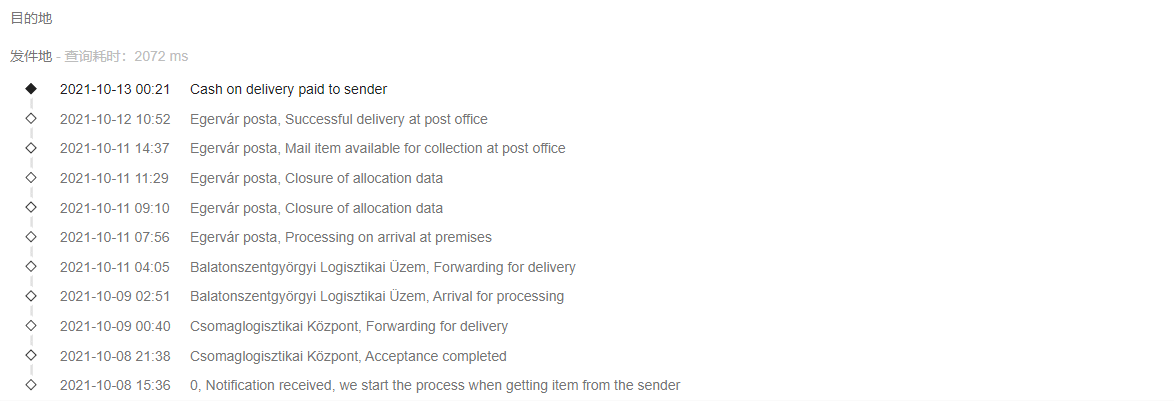 目的地
发件地 - 查询耗时：2072 ms
2021-10-13 00:21 Cash on delivery paid to sender
2021-10-12 10:52 Egervár posta, Successful delivery at post office
2021-10-11 14:37 Egervár posta, Mail item available for collection at post office
2021-10-11 11:29 Egervár posta, Closure of allocation data
2021-10-11 09:10 Egervár posta, Closure of allocation data
2021-10-11 07:56 Egervár posta, Processing on arrival at premises
2021-10-11 04:05 Balatonszentgyörgyi Logisztikai Üzem, Forwarding for delivery
2021-10-09 02:51 Balatonszentgyörgyi Logisztikai Üzem, Arrival for processing
2021-10-09 00:40 Csomaglogisztikai Központ, Forwarding for delivery
2021-10-08 21:38 Csomaglogisztikai Központ, Acceptance completed
2021-10-08 15:36 0, Notification received, we start the process when getting item from the sender